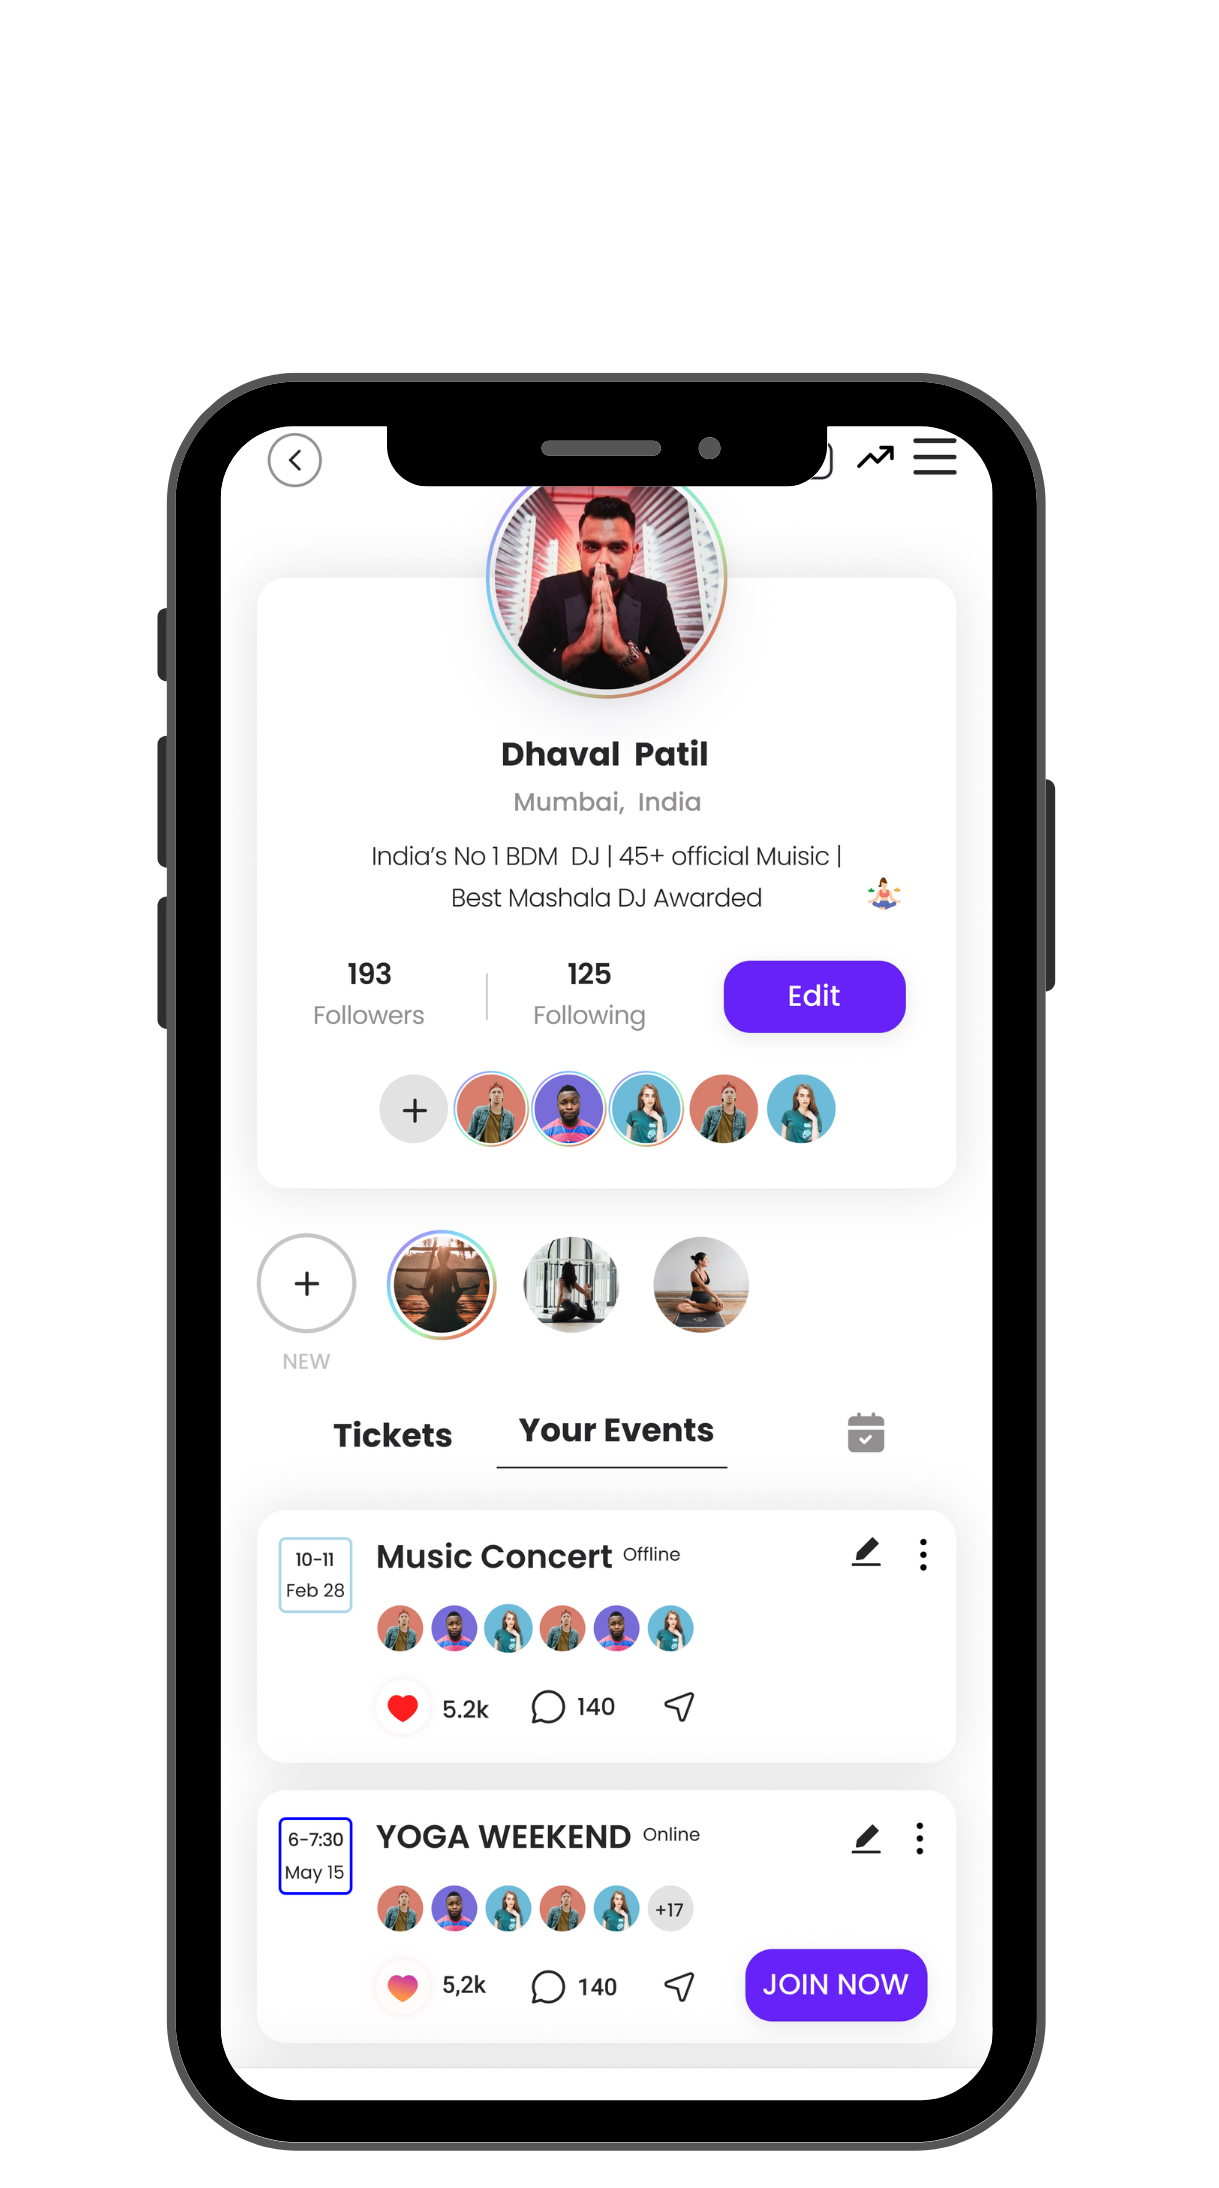 Dhaval Patil
Mumbai, India
India's No 1 BDM DJ | 45+ official Muisic |
Best Mashala DJ Awarded
193
Followers
125
Following
Edit
NEW
Tickets
Your Events
10-11
Feb 28
Music Concert Offline
5.2k
140
6-7:30
May 15
YOGA WEEKEND Online
+17
5,2k
140
JOIN NOW